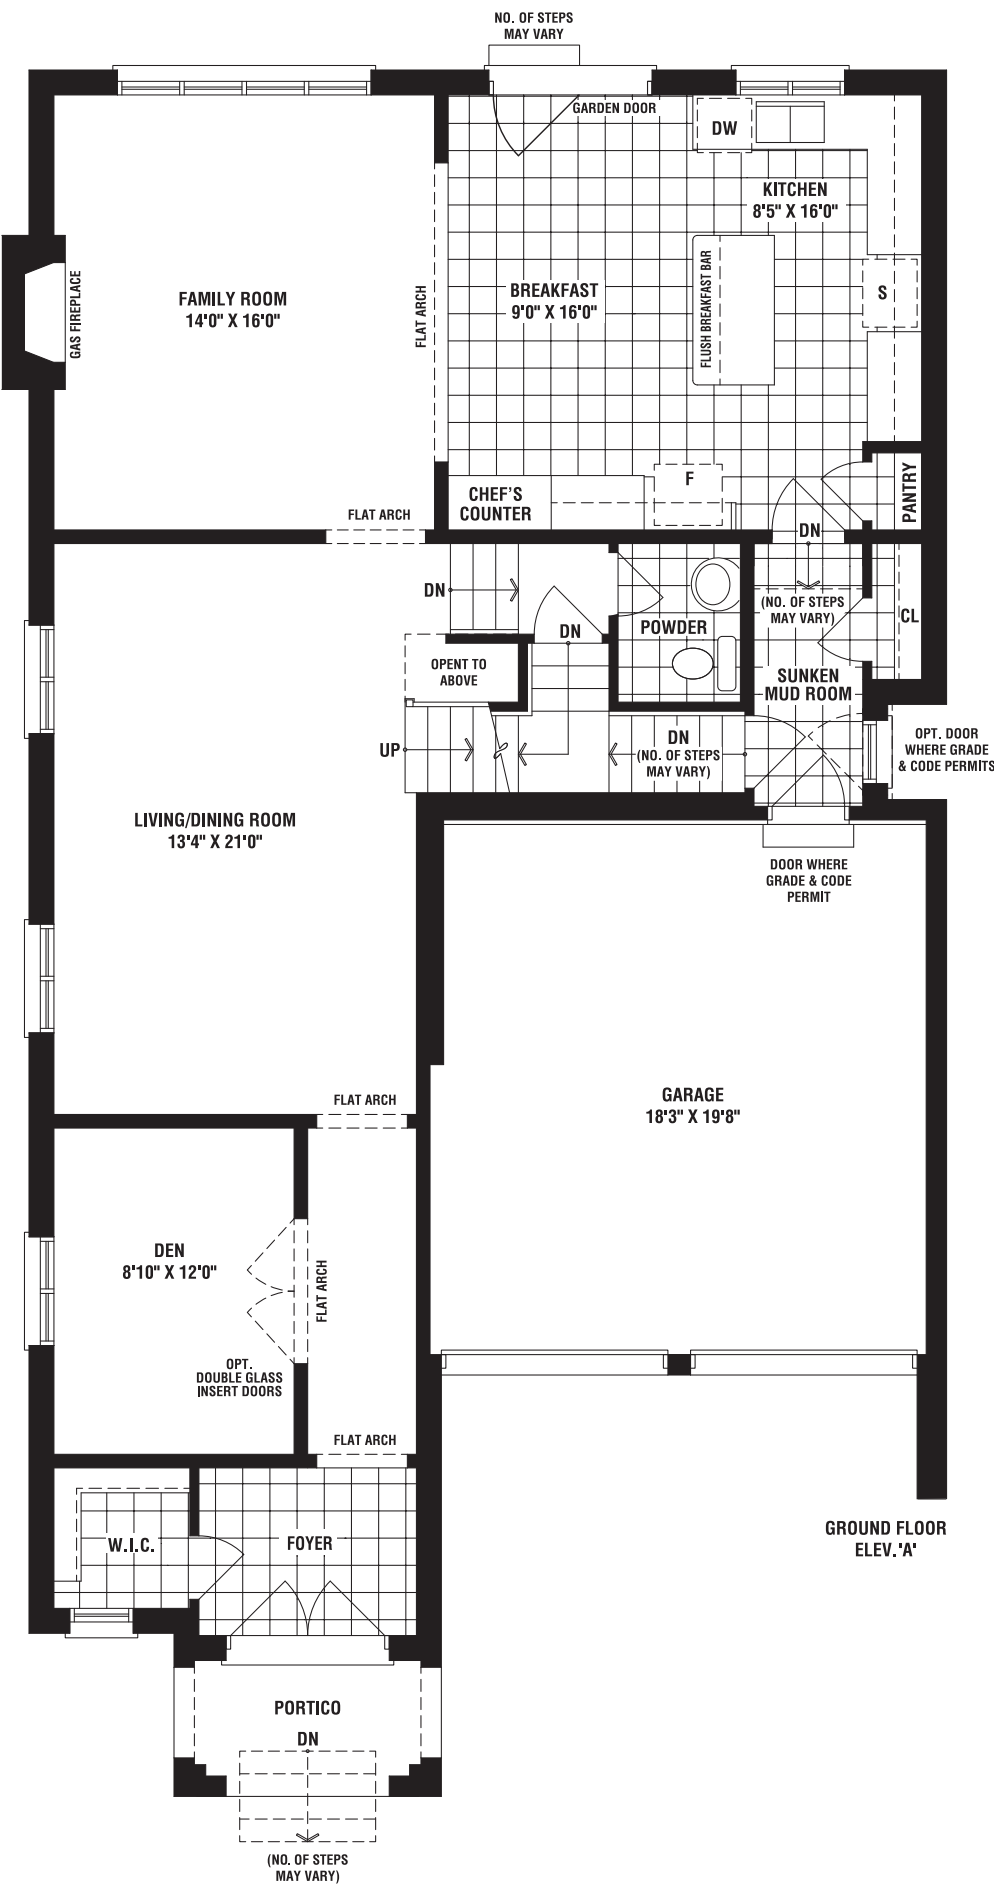 NO. OF STEPS
MAY VARY
GARDEN DOOR
DW
KITCHEN
8'5" X 16'0"
FAMILY ROOM
14'0" X 16'0"
GAS FIREPLACE
FLAT ARCH
BREAKFAST
9'0" X 16'0"
FLUSH BREAKFAST BAR
S
CHEF'S
COUNTER
F
PANTRY
FLAT ARCH
DN
DN
(NO. OF STEPS
MAY VARY)
CL
DN
POWDER
OPENT TO
ABOVE
SUNKEN
MUD ROOM
UP
DN
(NO. OF STEPS
MAY VARY)
OPT. DOOR
WHERE GRADE
& CODE PERMITS
LIVING/DINING ROOM
13'4" X 21'0"
DOOR WHERE
GRADE & CODE
PERMIT
GARAGE
18'3" X 19'8"
FLAT ARCH
DEN
8'10" X 12'0"
FLAT ARCH
OPT.
DOUBLE GLASS
INSERT DOORS
FLAT ARCH
W.I.C.
FOYER
GROUND FLOOR
ELEV. 'A'
PORTICO
DN
(NO. OF STEPS
MAY VARY)